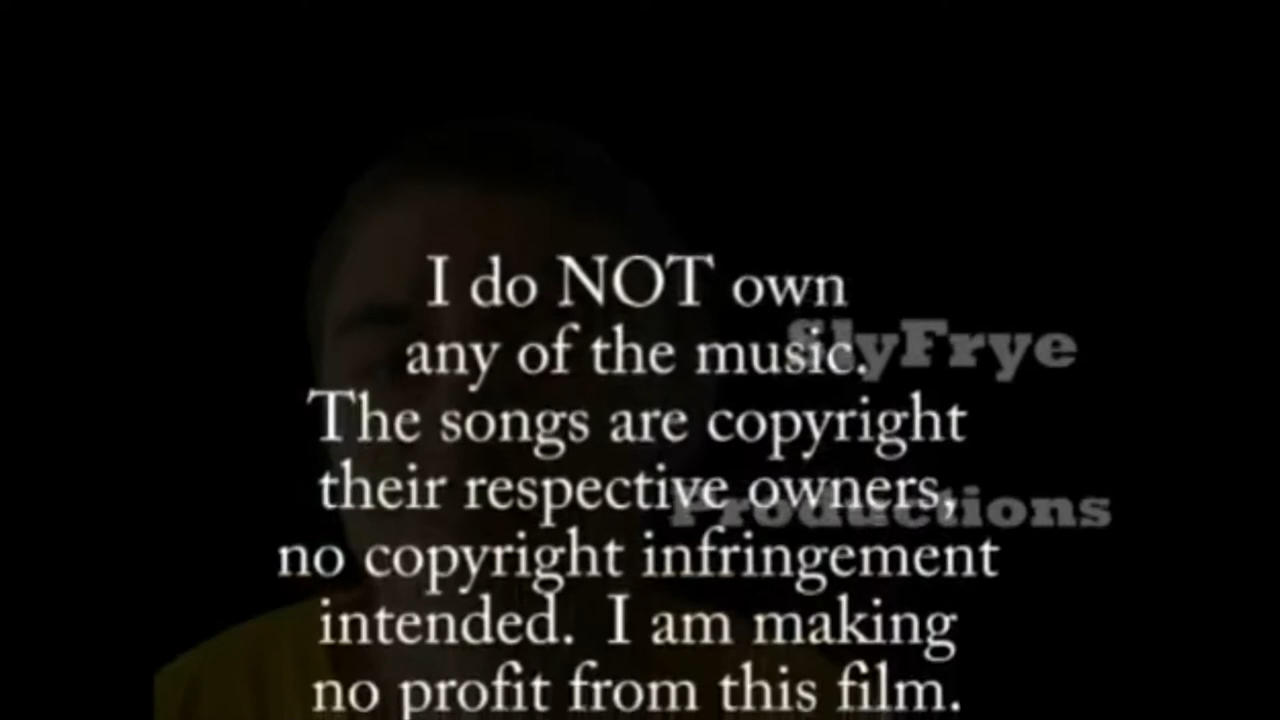 I do NOT own
any of the music.
SlyFrye
The songs are copyright
their respective owners,
Productions
no copyright infringement
intended.  I am making
no profit from this film.